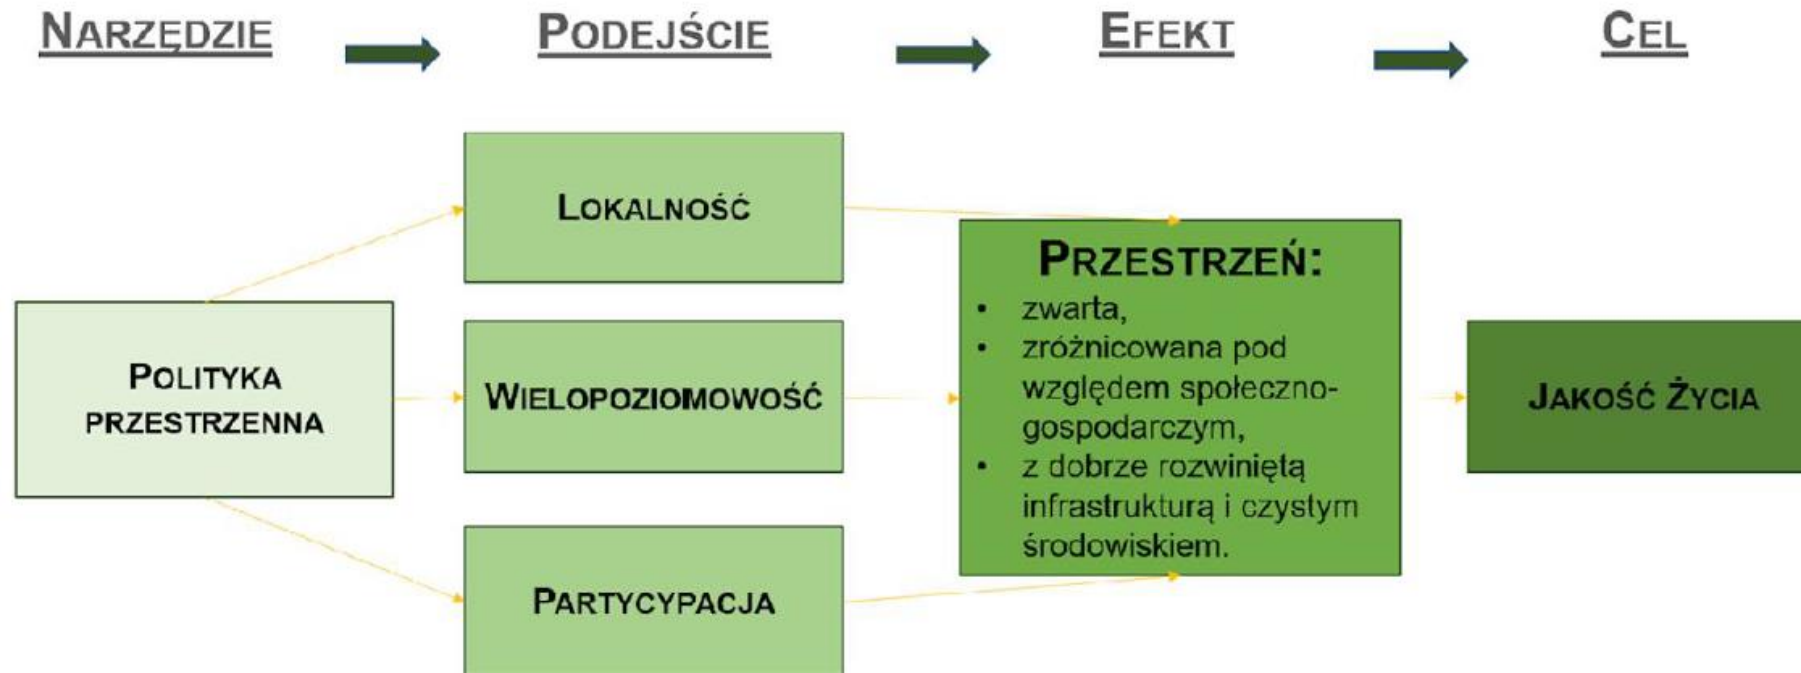 NARZĘDZIE
PODEJŚCIE
EFEKT
CEL
POLITYKA
PRZESTRZENNA
LOKALNOŚĆ
WIELOPOZIOMOWOŚĆ
PARTYCYPACJA
PRZESTRZEŃ:
• zwarta,
• zróżnicowana pod
względem społeczno-
gospodarczym,
• z dobrze rozwiniętą
infrastrukturą i czystym
środowiskiem.
JAKOŚĆ ŻYCIA